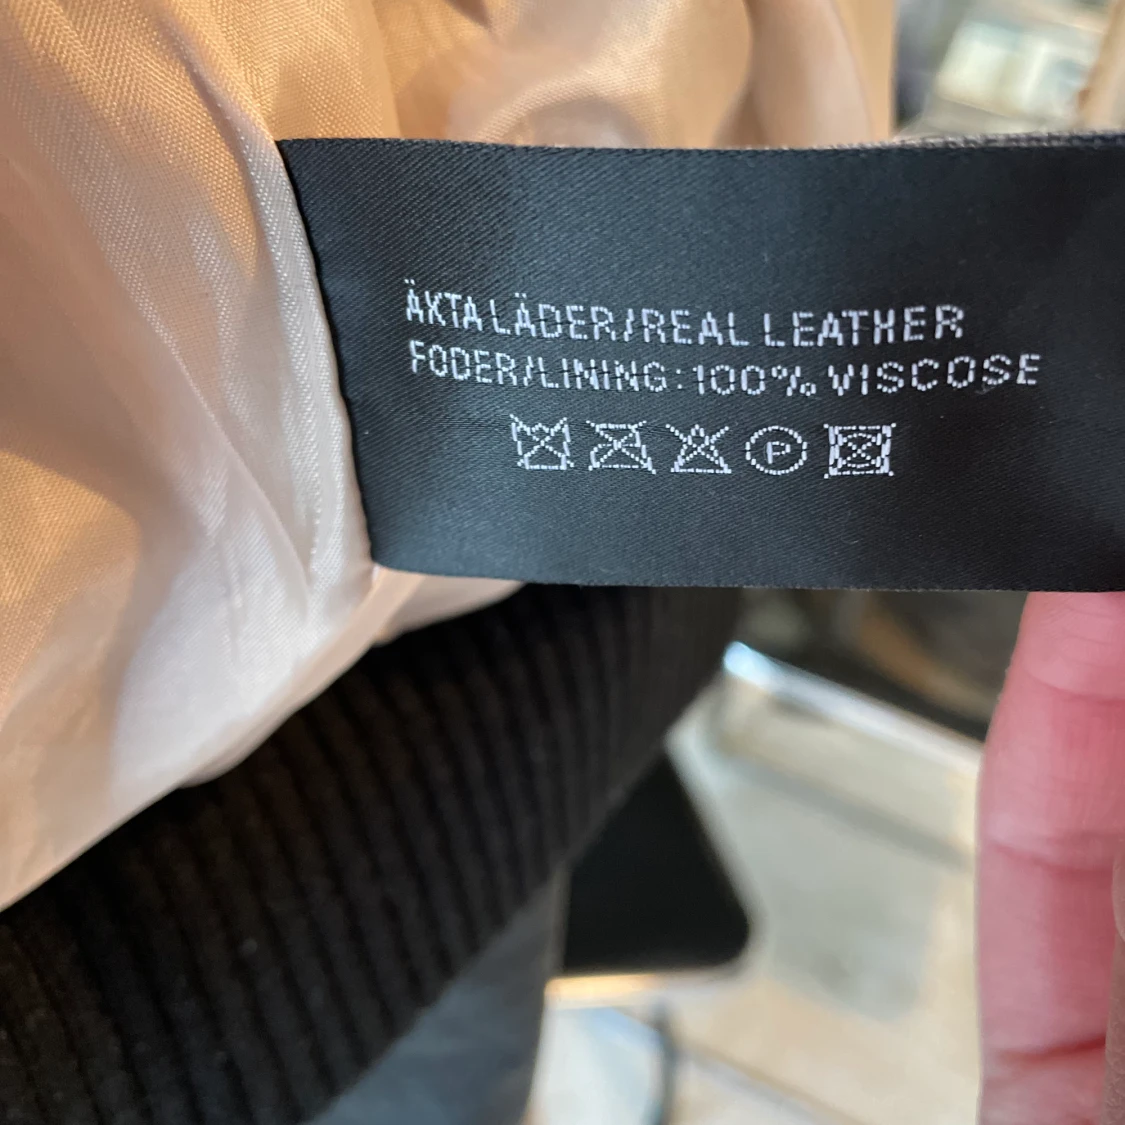 ÄKTA LÄDER/REAL LEATHER
FODER/LINING:100% VISCOSE
P